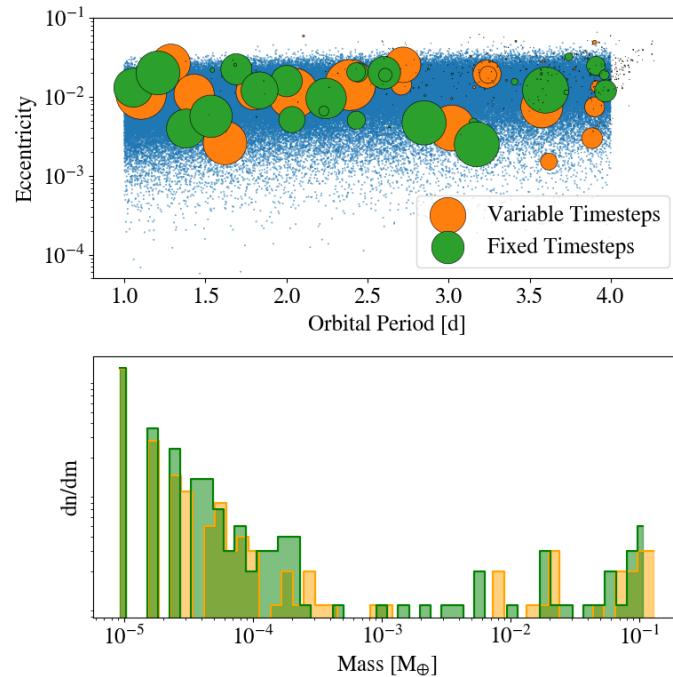 10⁻¹
10⁻²
10⁻³
10⁻⁴
Eccentricity
Variable Timesteps
Fixed Timesteps
1.0 1.5 2.0 2.5 3.0 3.5 4.0
Orbital Period [d]
dn/dm
10⁻⁵ 10⁻⁴ 10⁻³ 10⁻² 10⁻¹
Mass [M⊕]